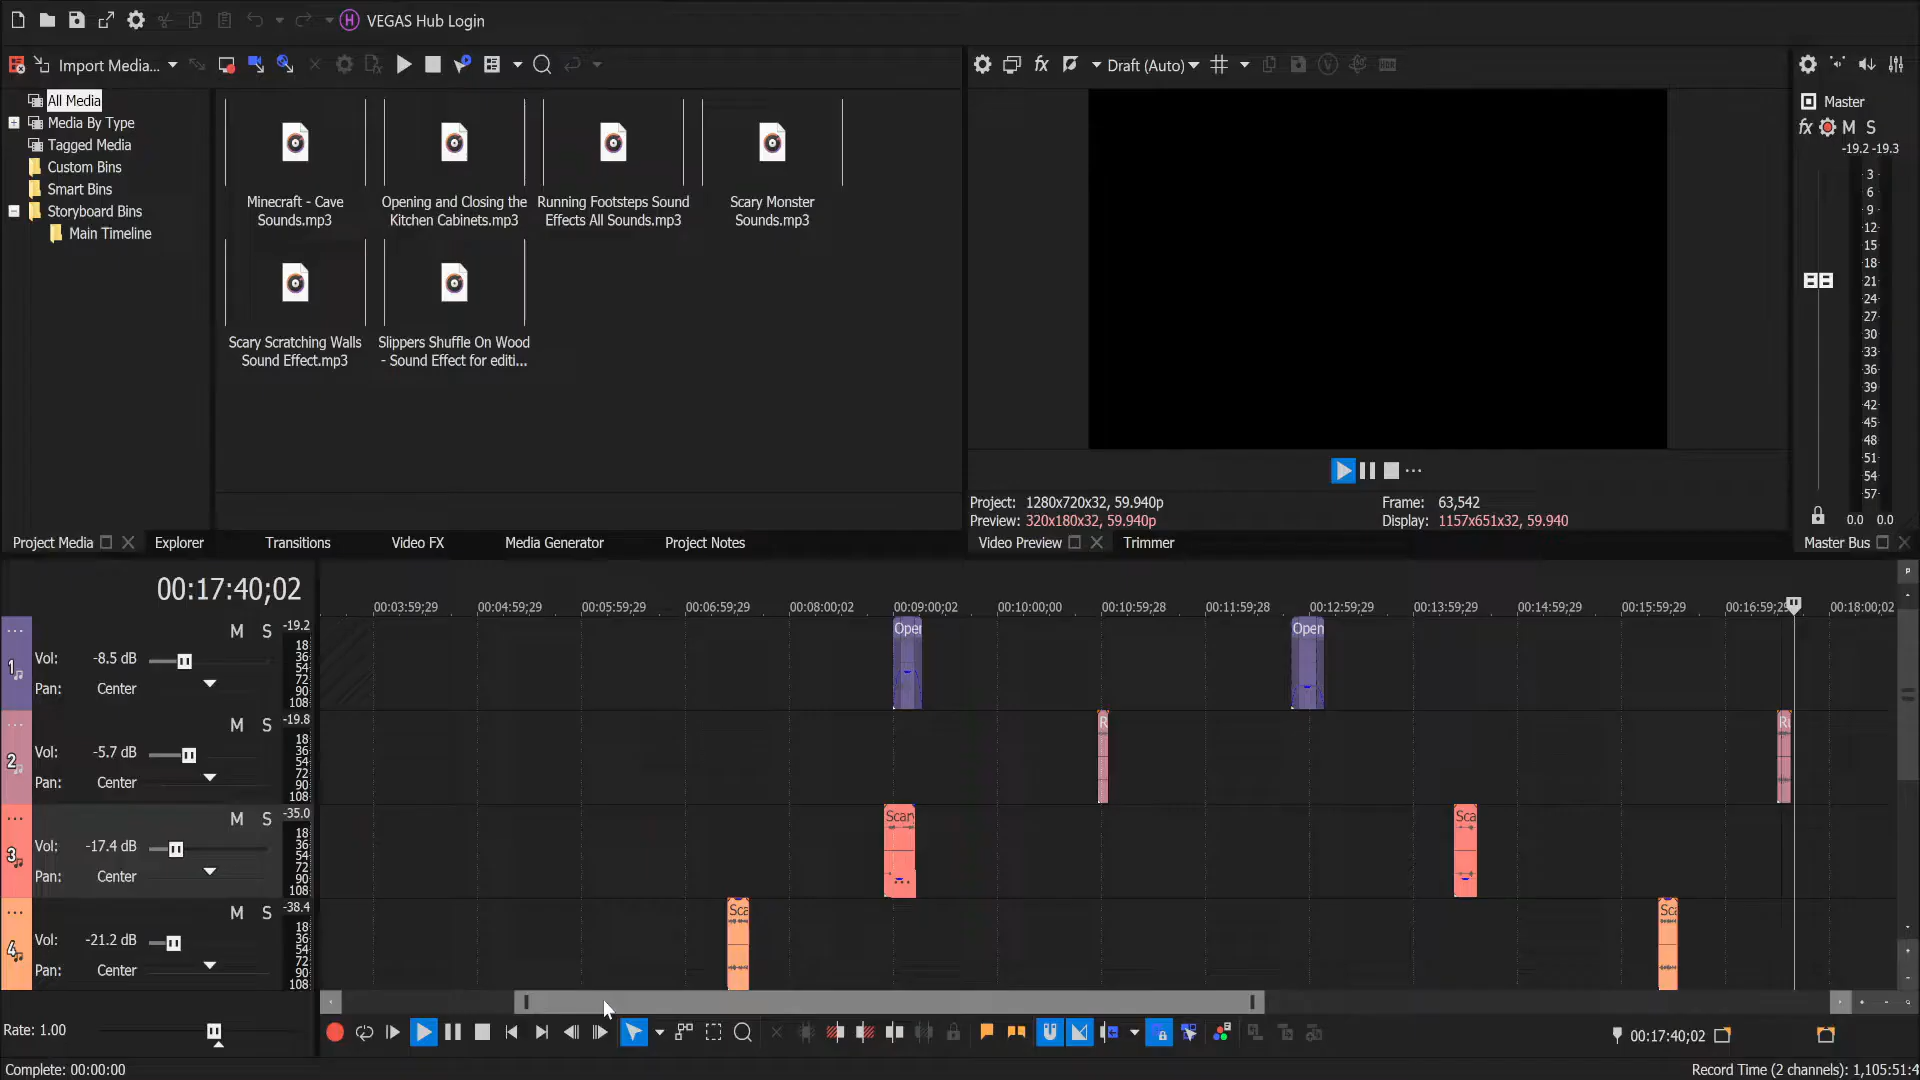 VEGAS Hub Login
Import Media...
Draft (Auto)
All Media
Media By Type
Tagged Media
Custom Bins
Smart Bins
Storyboard Bins
Main Timeline
Minecraft - Cave
Sounds.mp3
Opening and Closing the
Kitchen Cabinets.mp3
Running Footsteps Sound
Effects All Sounds.mp3
Scary Monster
Sounds.mp3
Scary Scratching Walls
Sound Effect.mp3
Slippers Shuffle On Wood
- Sound Effect for editi...
Project: 1280x720x32, 59.940p
Preview: 320x180x32, 59.940p
Frame: 63,542
Display: 1157x651x32, 59.940
Master
fx M S
-19.2 -19.3
3
6
9
-12-
15
18
21
24
-27-
30
-33-
36
39
42
45
48
51
54
-57-
0.0 0.0
Project Media
Explorer
Transitions
Video FX
Media Generator
Project Notes
Video Preview
Trimmer
Master Bus
00:17:40;02
00:03:59;29 00:04:59;29 00:05:59;29 00:06:59;29 00:08:00;02 00:09:00;02 00:10:00;00 00:10:59;28 00:11:59;28 00:12:59;29 00:13:59;29 00:14:59;29 00:15:59;29 00:16:59;29 00:18:00;02
1
M S -19.2
Vol: -8.5 dB
Pan: Center
18
36
54
72
90
108
Open
Open
2
M S -19.8
Vol: -5.7 dB
Pan: Center
18
36
54
72
90
108
R
Ru
3
M S -35.0
Vol: -17.4 dB
Pan: Center
18
36
54
72
90
108
Scar
Sca
4
M S -38.4
Vol: -21.2 dB
Pan: Center
18
36
54
72
90
108
Sca
Sca
Rate: 1.00
00:17:40;02
Complete: 00:00:00
Record Time (2 channels): 1,105:51:4